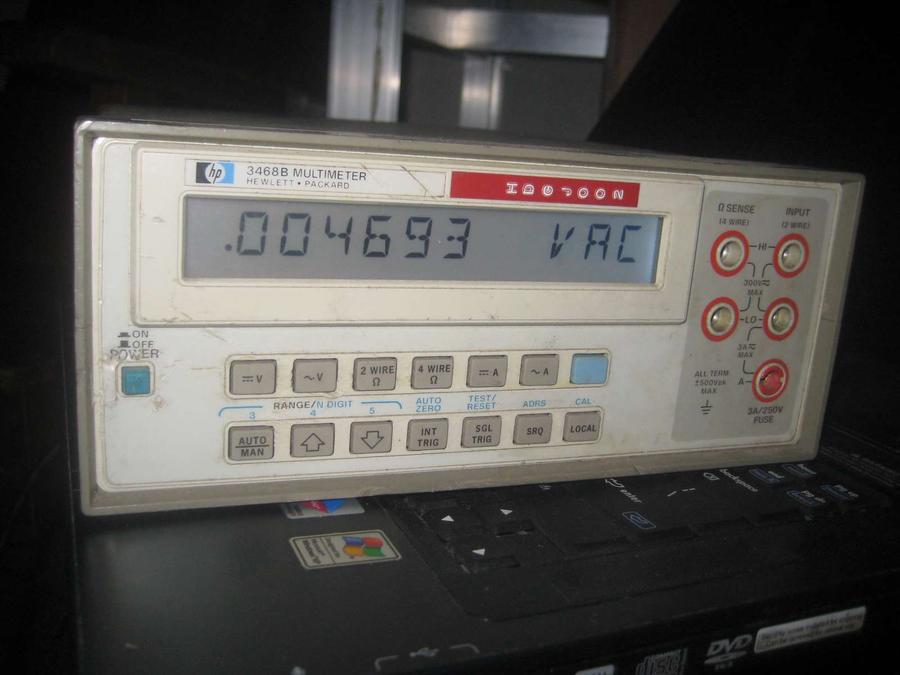 hp
3468B MULTIMETER
HEWLETT • PACKARD
.004693 VAC
Ω SENSE
(4 WIRE)
INPUT
(2 WIRE)
HI
300V
MAX
LO
3A
MAX
ALL TERM
±500Vpk
MAX
A
3A/250V
FUSE
ON
OFF
POWER
⎓V
~V
2 WIRE
Ω
4 WIRE
Ω
⎓A
~A
RANGE/N DIGIT
3 4 5
AUTO
ZERO
TEST/
RESET
ADRS
CAL
AUTO
MAN
INT
TRIG
SGL
TRIG
SRQ
LOCAL
backspace
enter
DVD